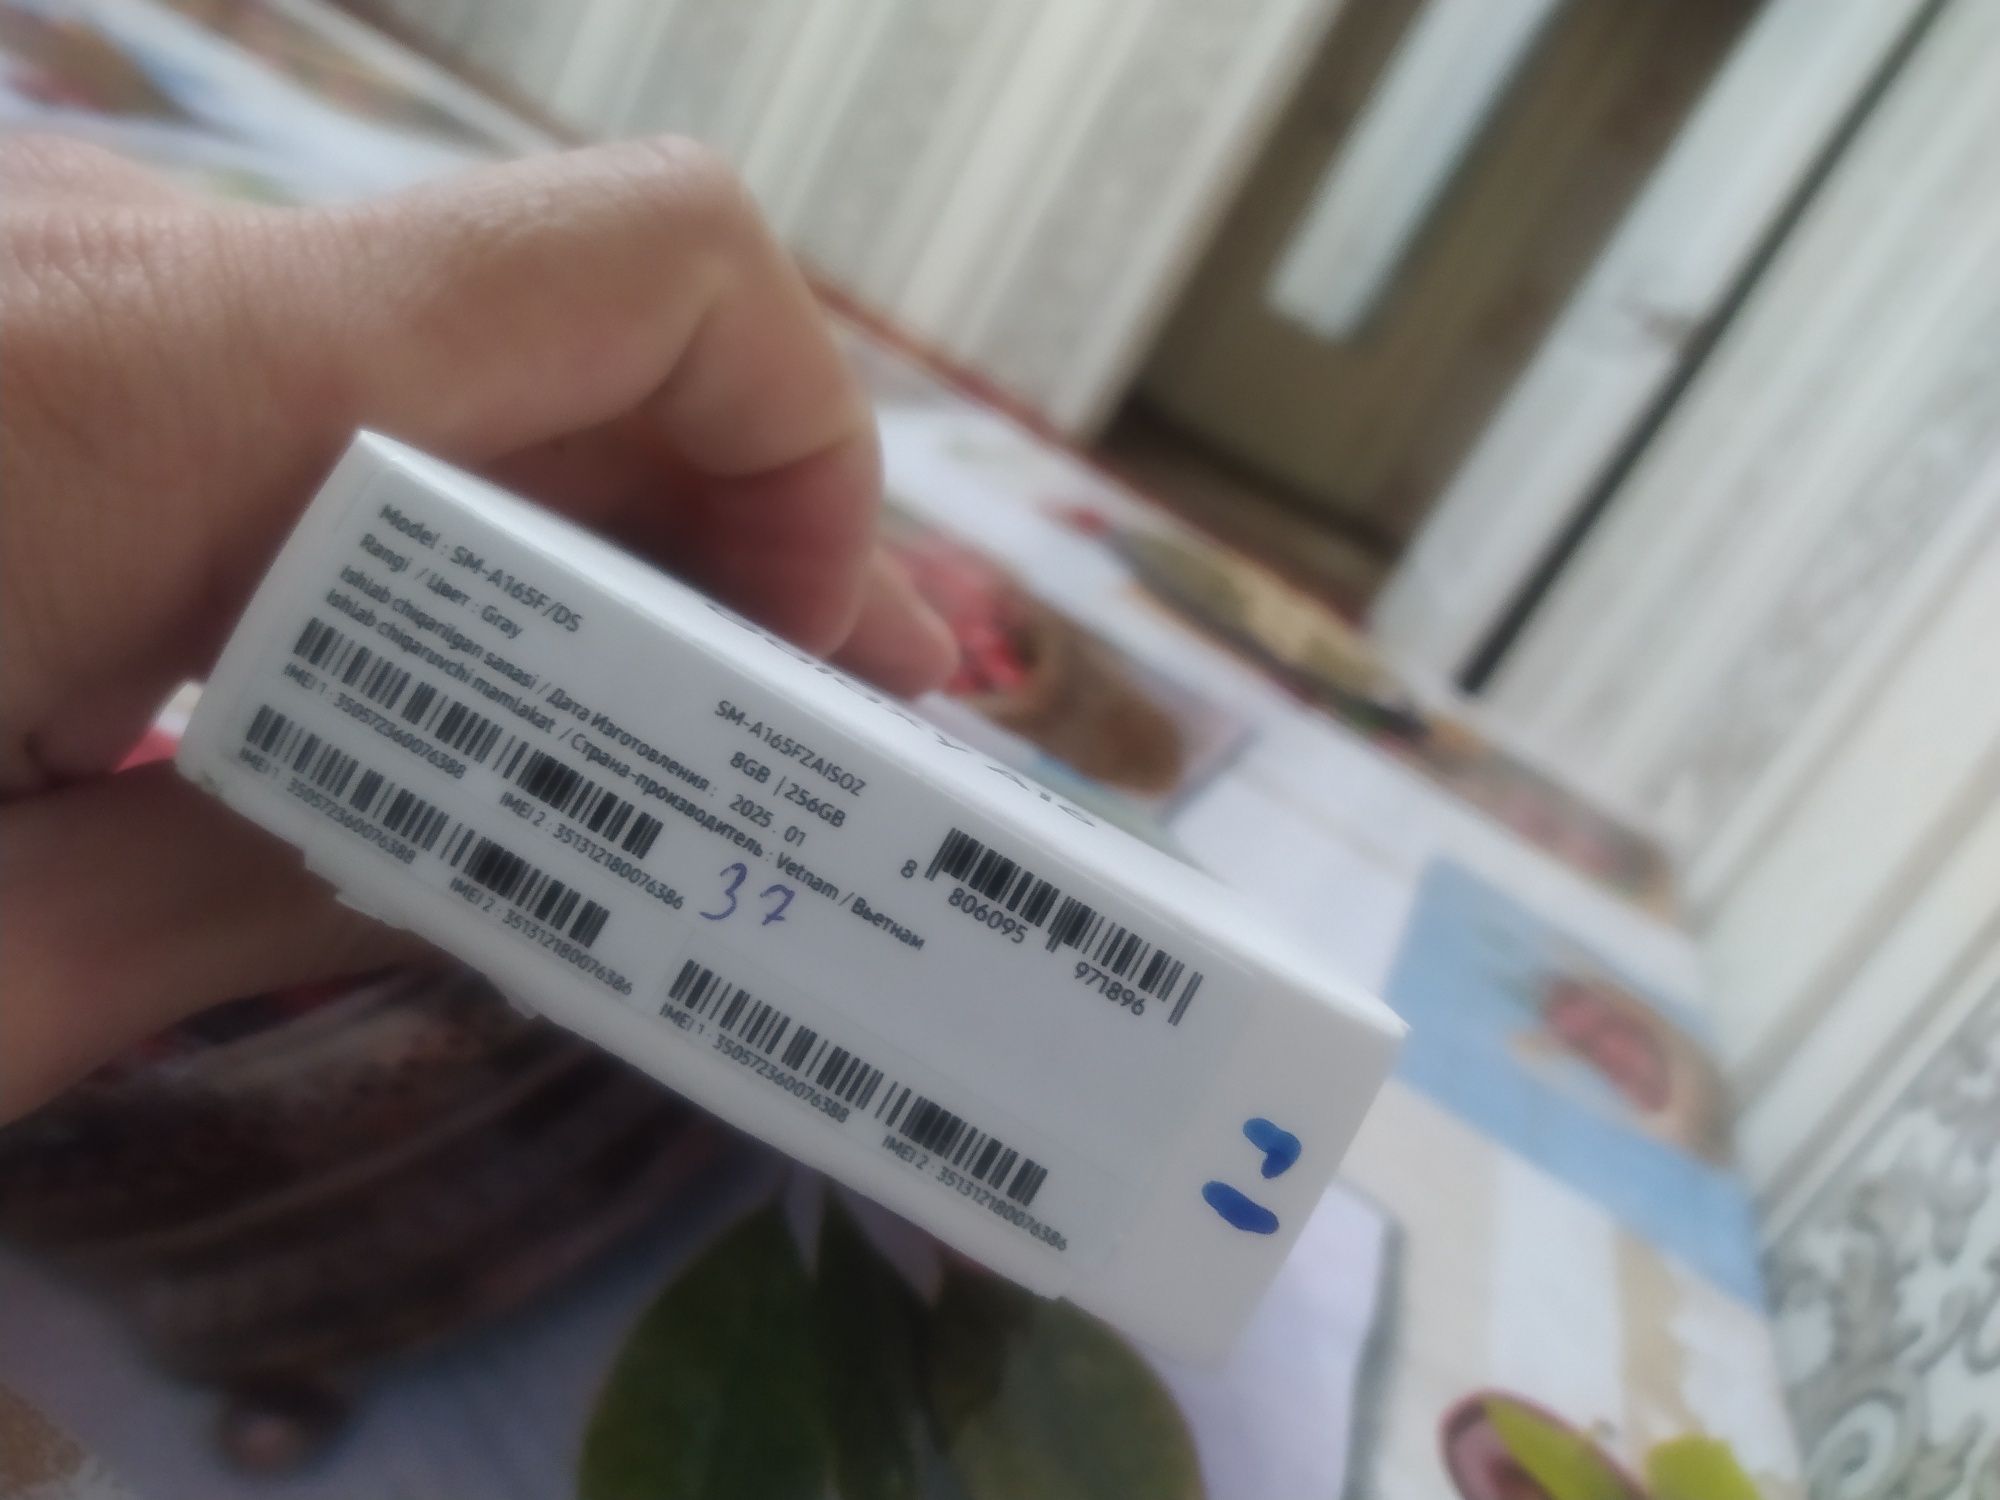 Galaxy A16
Model : SM-A165F/DS
SM-A165FZAISOZ
Rangi / Цвет : Gray
8GB | 256GB
Ishlab chiqarilgan sanasi / Дата Изготовления : 2025 . 01
Ishlab chiqaruvchi mamlakat / Страна-производитель : Vetnam / Вьетнам
8 806095 971896
IMEI 1 : 350572360076388
IMEI 2 : 351312180076386
37
IMEI 1 : 350572360076388
IMEI 2 : 351312180076386
IMEI 1 : 350572360076388
IMEI 2 : 351312180076386